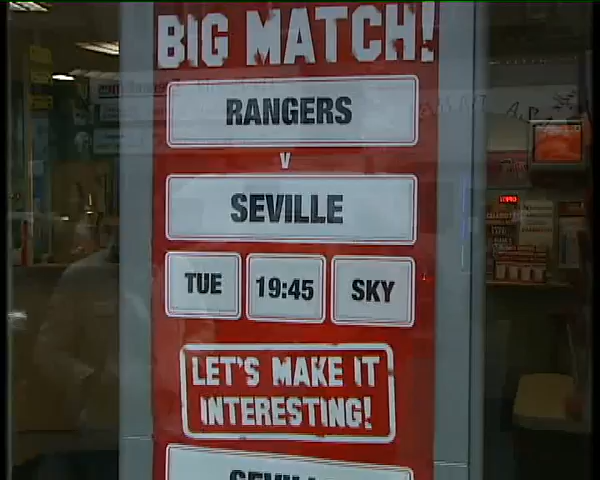 BIG MATCH!
RANGERS
V
SEVILLE
TUE 19:45 SKY
LET'S MAKE IT
INTERESTING!